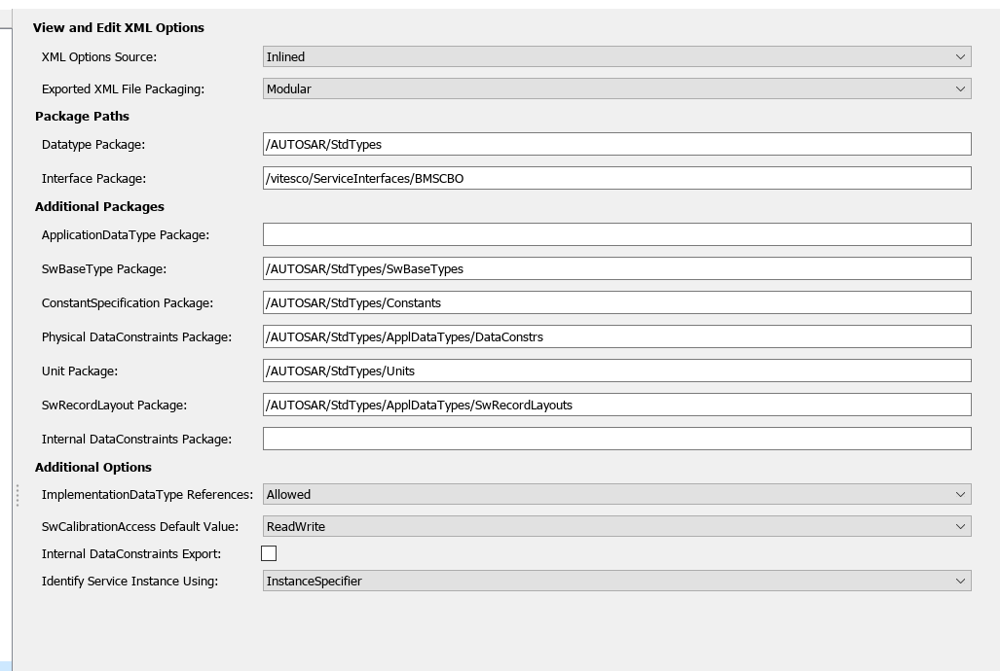 View and Edit XML Options
XML Options Source: Inlined
Exported XML File Packaging: Modular
Package Paths
Datatype Package: /AUTOSAR/StdTypes
Interface Package: /vitesco/ServiceInterfaces/BMSCBO
Additional Packages
ApplicationDataType Package:
SwBaseType Package: /AUTOSAR/StdTypes/SwBaseTypes
ConstantSpecification Package: /AUTOSAR/StdTypes/Constants
Physical DataConstraints Package: /AUTOSAR/StdTypes/ApplDataTypes/DataConstrs
Unit Package: /AUTOSAR/StdTypes/Units
SwRecordLayout Package: /AUTOSAR/StdTypes/ApplDataTypes/SwRecordLayouts
Internal DataConstraints Package:
Additional Options
ImplementationDataType References: Allowed
SwCalibrationAccess Default Value: ReadWrite
Internal DataConstraints Export:
Identify Service Instance Using: InstanceSpecifier